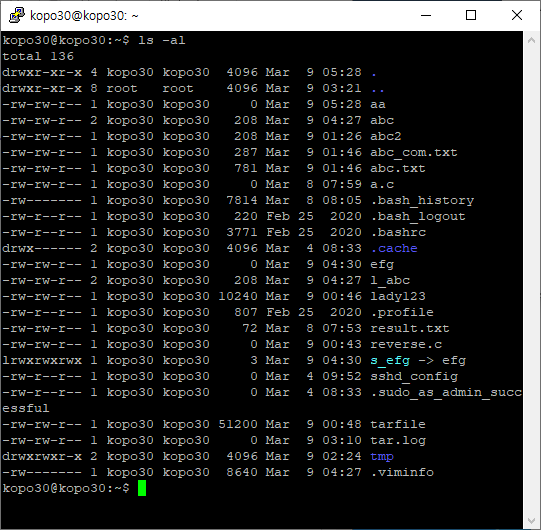 kopo30@kopo30: ~
kopo30@kopo30:~$ ls -al
total 136
drwxr-xr-x 4 kopo30 kopo30  4096 Mar  9 05:28 .
drwxr-xr-x 8 root   root    4096 Mar  9 03:21 ..
-rw-rw-r-- 1 kopo30 kopo30     0 Mar  9 05:28 aa
-rw-rw-r-- 2 kopo30 kopo30   208 Mar  9 04:27 abc
-rw-rw-r-- 1 kopo30 kopo30   208 Mar  9 01:26 abc2
-rw-rw-r-- 1 kopo30 kopo30   287 Mar  9 01:46 abc_com.txt
-rw-rw-r-- 1 kopo30 kopo30   781 Mar  9 01:46 abc.txt
-rw-rw-r-- 1 kopo30 kopo30     0 Mar  8 07:59 a.c
-rw------- 1 kopo30 kopo30  7814 Mar  8 08:05 .bash_history
-rw-r--r-- 1 kopo30 kopo30   220 Feb 25  2020 .bash_logout
-rw-r--r-- 1 kopo30 kopo30  3771 Feb 25  2020 .bashrc
drwx------ 2 kopo30 kopo30  4096 Mar  4 08:33 .cache
-rw-rw-r-- 1 kopo30 kopo30     0 Mar  9 04:30 efg
-rw-rw-r-- 2 kopo30 kopo30   208 Mar  9 04:27 l_abc
-rw-rw-r-- 1 kopo30 kopo30 10240 Mar  9 00:46 lady123
-rw-r--r-- 1 kopo30 kopo30   807 Feb 25  2020 .profile
-rw-rw-r-- 1 kopo30 kopo30    72 Mar  8 07:53 result.txt
-rw-rw-r-- 1 kopo30 kopo30     0 Mar  9 00:43 reverse.c
lrwxrwxrwx 1 kopo30 kopo30     3 Mar  9 04:30 s_efg -> efg
-rw-r--r-- 1 kopo30 kopo30     0 Mar  4 09:52 sshd_config
-rw-r--r-- 1 kopo30 kopo30     0 Mar  4 08:33 .sudo_as_admin_succ
essful
-rw-rw-r-- 1 kopo30 kopo30 51200 Mar  9 00:48 tarfile
-rw-rw-r-- 1 kopo30 kopo30     0 Mar  9 03:10 tar.log
drwxrwxr-x 2 kopo30 kopo30  4096 Mar  9 02:24 tmp
-rw------- 1 kopo30 kopo30  8640 Mar  9 04:27 .viminfo
kopo30@kopo30:~$